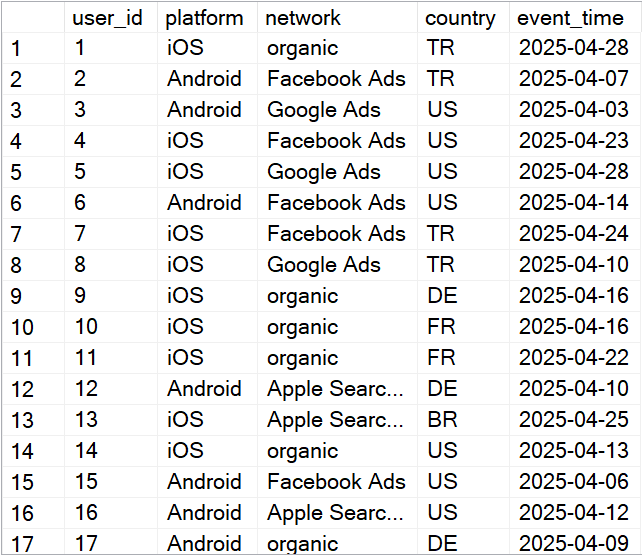 user_id platform network country event_time
1 1 iOS organic TR 2025-04-28
2 2 Android Facebook Ads TR 2025-04-07
3 3 Android Google Ads US 2025-04-03
4 4 iOS Facebook Ads US 2025-04-23
5 5 iOS Google Ads US 2025-04-28
6 6 Android Facebook Ads US 2025-04-14
7 7 iOS Facebook Ads TR 2025-04-24
8 8 iOS Google Ads TR 2025-04-10
9 9 iOS organic DE 2025-04-16
10 10 iOS organic FR 2025-04-16
11 11 iOS organic FR 2025-04-22
12 12 Android Apple Searc... DE 2025-04-10
13 13 iOS Apple Searc... BR 2025-04-25
14 14 iOS organic US 2025-04-13
15 15 Android Facebook Ads US 2025-04-06
16 16 Android Apple Searc... US 2025-04-12
17 17 Android organic DE 2025-04-09